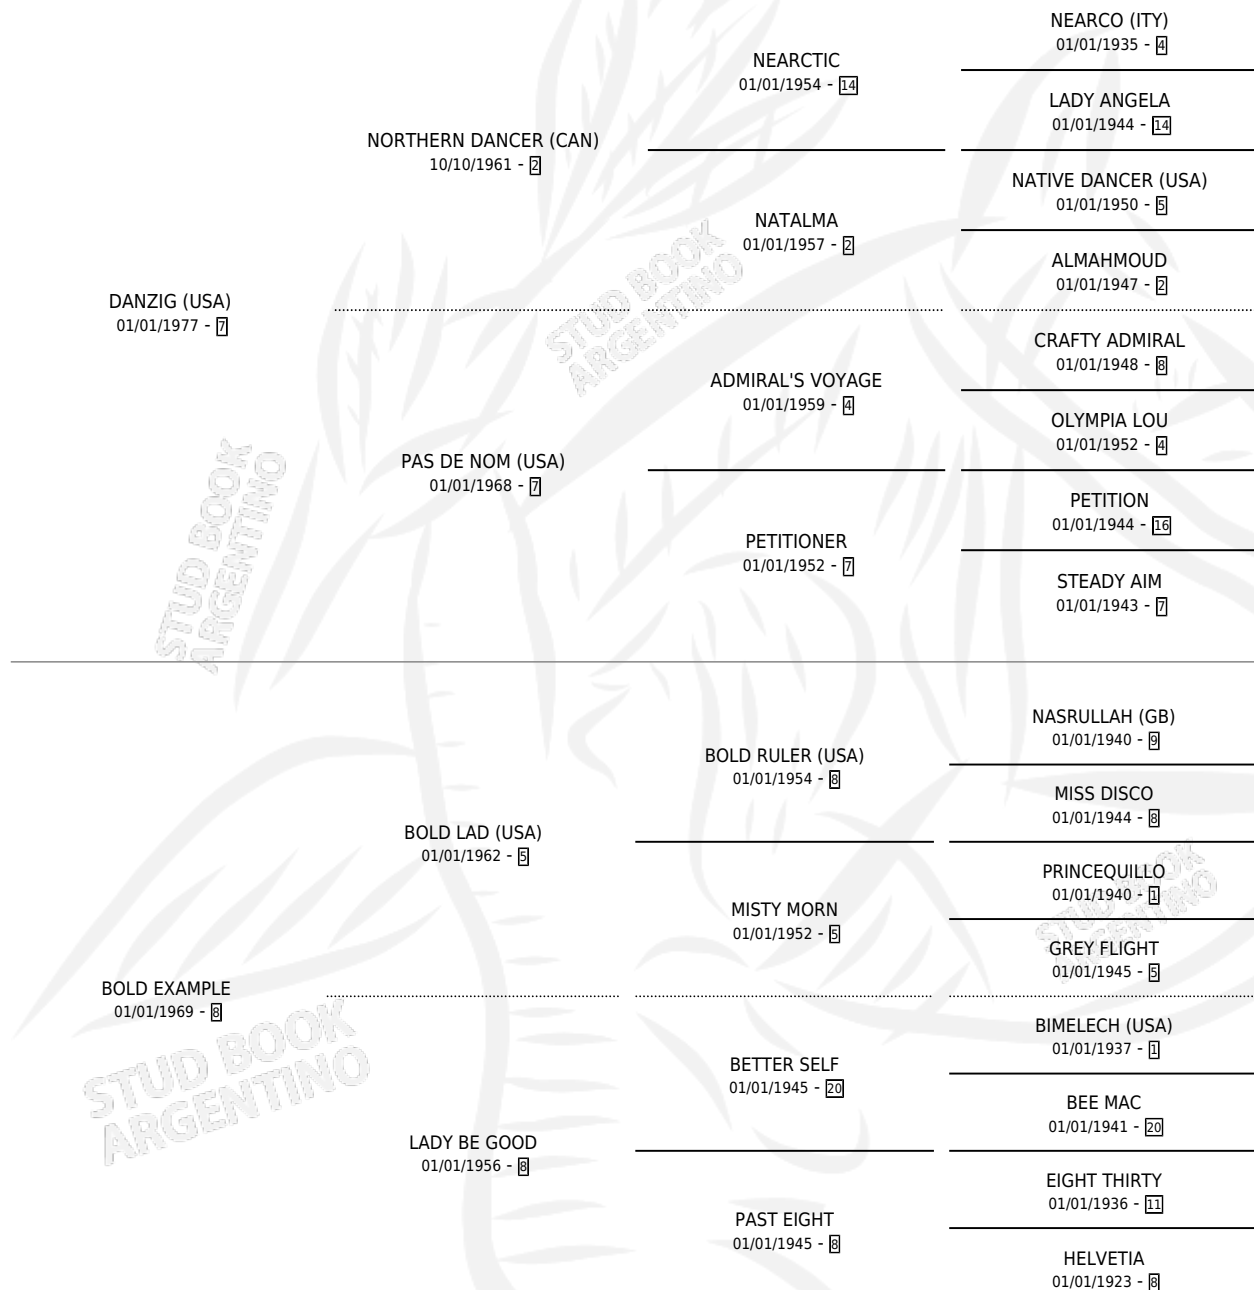 NEARCO (ITY)
01/01/1935 - 4
NEARCTIC
01/01/1954 - 14
LADY ANGELA
01/01/1944 - 14
NORTHERN DANCER (CAN)
10/10/1961 - 2
NATIVE DANCER (USA)
01/01/1950 - 5
NATALMA
01/01/1957 - 2
ALMAHMOUD
01/01/1947 - 2
DANZIG (USA)
01/01/1977 - 7
CRAFTY ADMIRAL
01/01/1948 - 8
ADMIRAL'S VOYAGE
01/01/1959 - 4
OLYMPIA LOU
01/01/1952 - 4
PAS DE NOM (USA)
01/01/1968 - 7
PETITION
01/01/1944 - 16
PETITIONER
01/01/1952 - 7
STEADY AIM
01/01/1943 - 7
NASRULLAH (GB)
01/01/1940 - 9
BOLD RULER (USA)
01/01/1954 - 8
MISS DISCO
01/01/1944 - 8
BOLD LAD (USA)
01/01/1962 - 5
PRINCEQUILLO
01/01/1940 - 1
MISTY MORN
01/01/1952 - 5
GREY FLIGHT
01/01/1945 - 5
BOLD EXAMPLE
01/01/1969 - 8
BIMELECH (USA)
01/01/1937 - 1
BETTER SELF
01/01/1945 - 20
BEE MAC
01/01/1941 - 20
LADY BE GOOD
01/01/1956 - 8
EIGHT THIRTY
01/01/1936 - 11
PAST EIGHT
01/01/1945 - 8
HELVETIA
01/01/1923 - 8
STUD BOOK
ARGENTINO
STUD BOOK
ARGENTINO
STUD BOOK
ARGENTINO
STUD BOOK
ARGENTINO